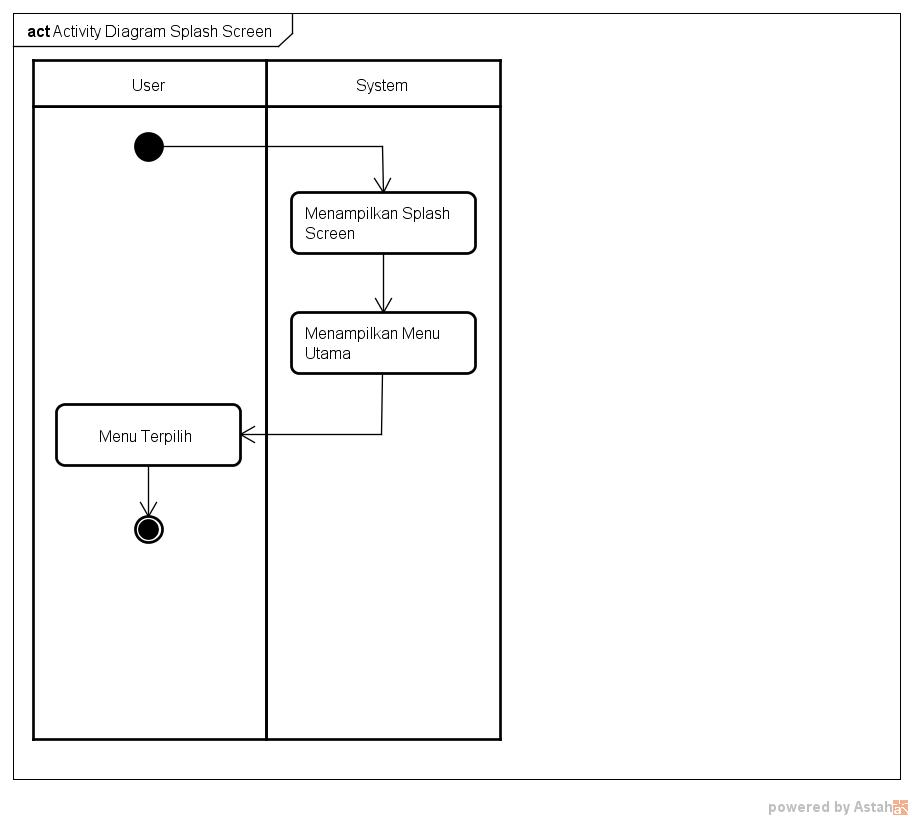 act Activity Diagram Splash Screen
User
System
Menampilkan Splash
Screen
Menampilkan Menu
Utama
Menu Terpilih
powered by Astah